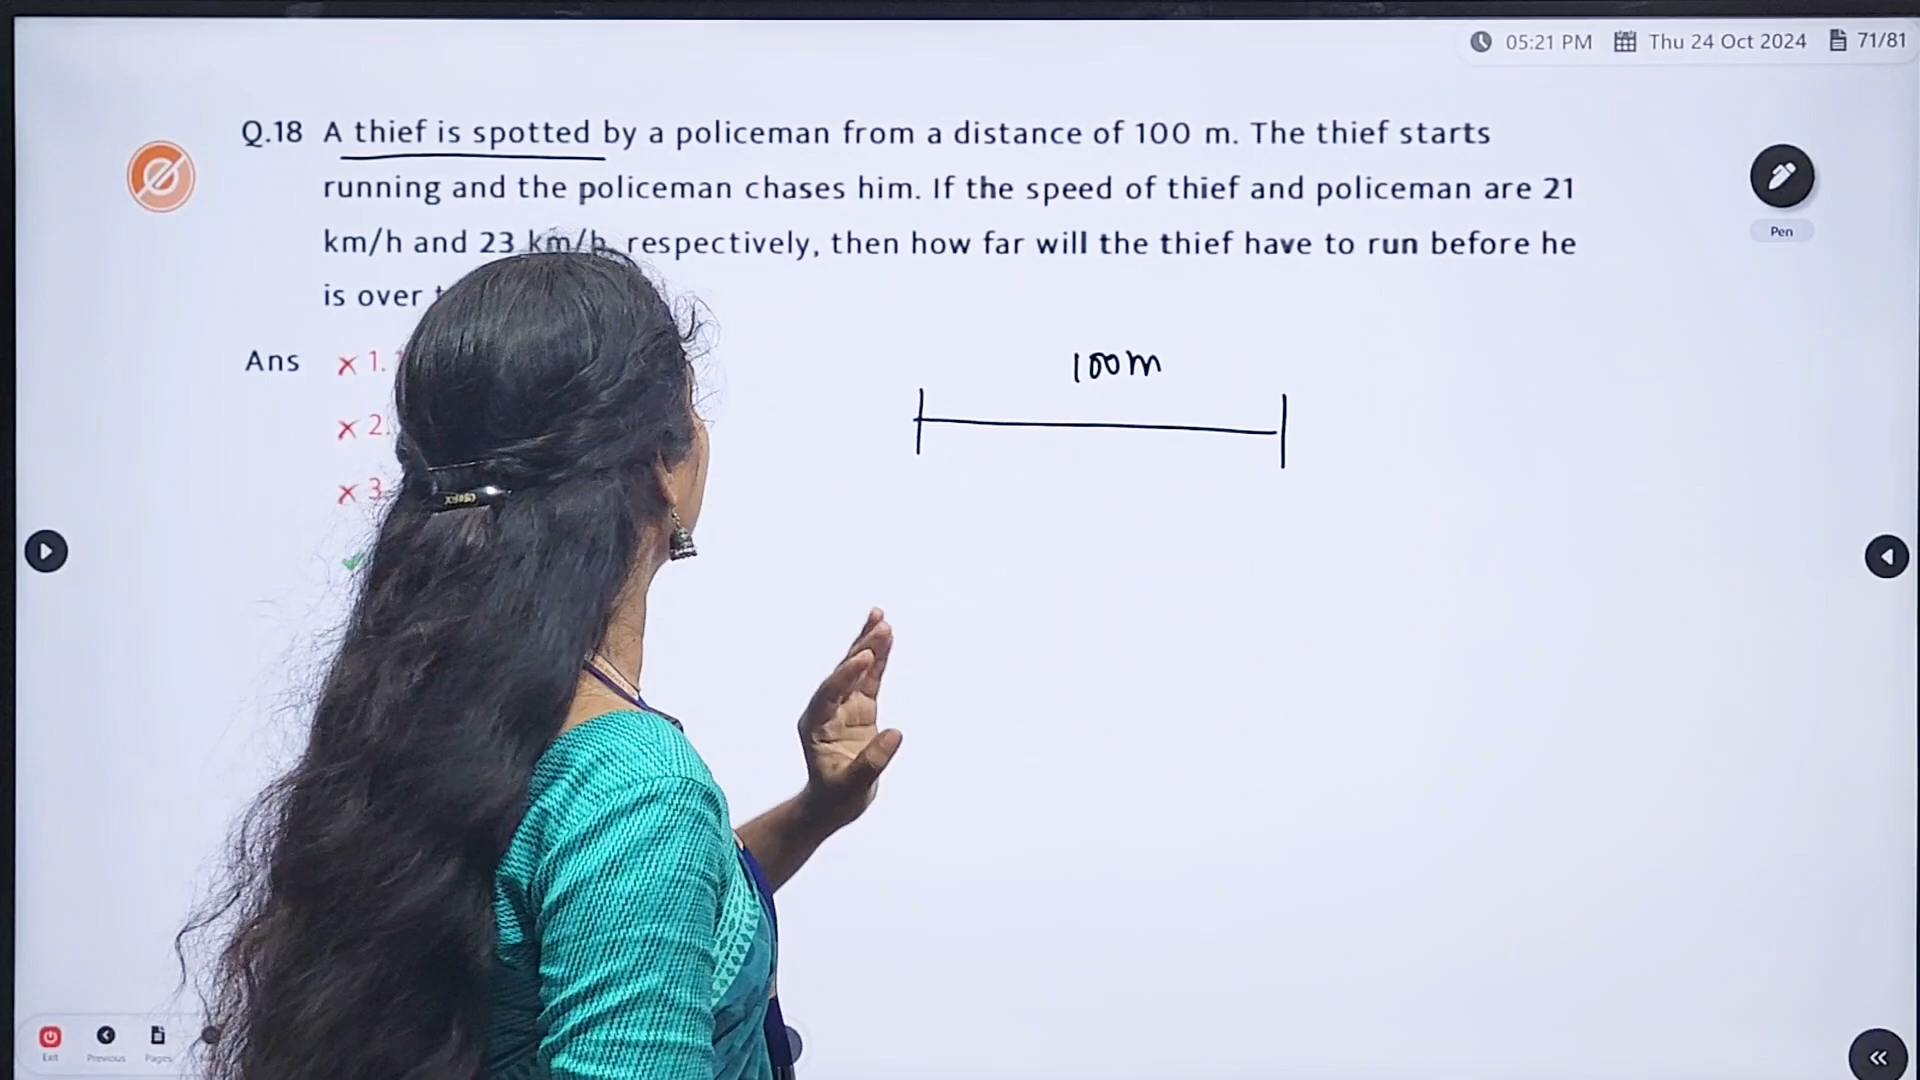 05:21 PM Thu 24 Oct 2024 71/81
Q.18 A thief is spotted by a policeman from a distance of 100 m. The thief starts
running and the policeman chases him. If the speed of thief and policeman are 21
km/h and 23 km/h, respectively, then how far will the thief have to run before he
is over
Pen
Ans
1.
2.
3
100m
Exit Previous Pages